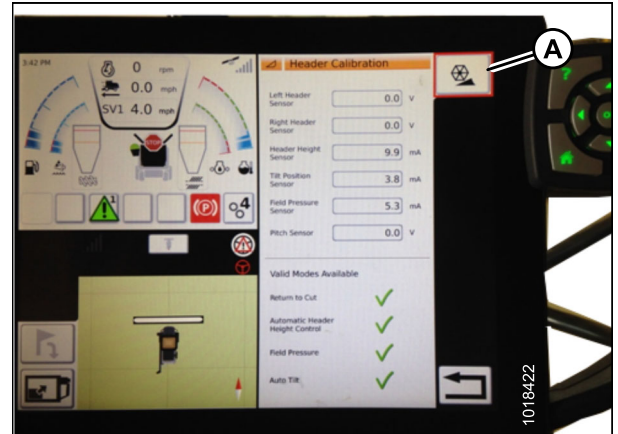 3:42 PM
0 rpm
0.0 mph
SV1 4.0 mph
STOP
1
(P)
4
Header Calibration
Left Header
Sensor
0.0 V
Right Header
Sensor
0.0 V
Header Height
Sensor
9.9 mA
Tilt Position
Sensor
3.8 mA
Field Pressure
Sensor
5.3 mA
Pitch Sensor
0.0 V
Valid Modes Available
Return to Cut
Automatic Header
Height Control
Field Pressure
Auto Tilt
A
?
1018422